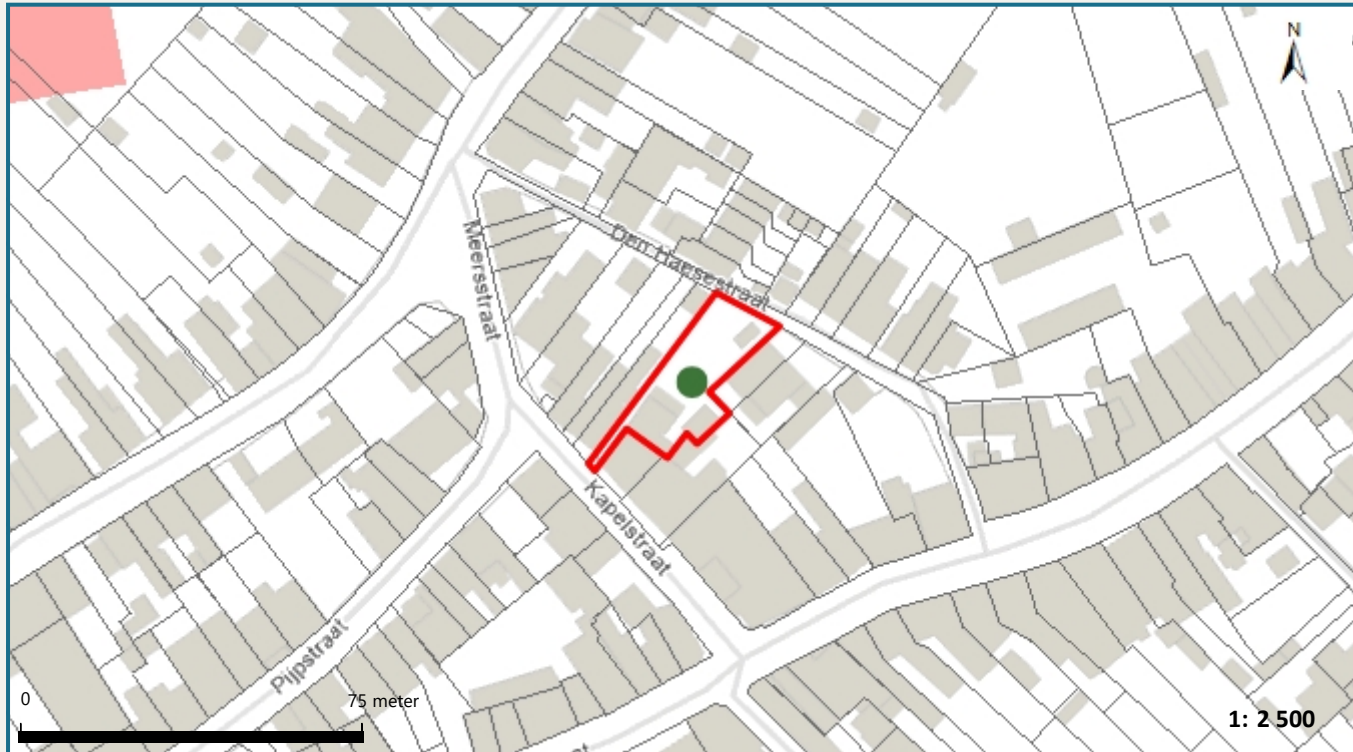 N
Den Haesestraat
Meersstraat
Kapelstraat
Pijpstraat
0
75 meter
1: 2 500